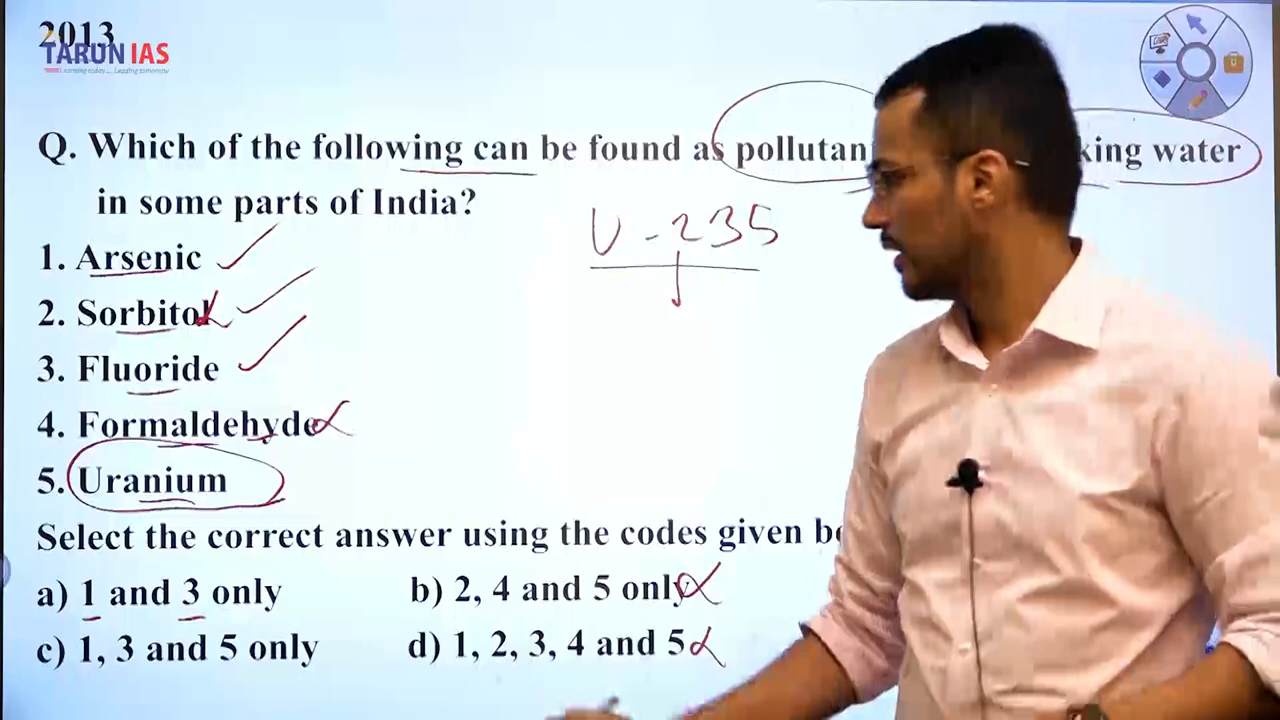 2013
TARUN IAS
Learning today... Leading tomorrow
Q. Which of the following can be found as pollutan king water
in some parts of India?
U - 235
1. Arsenic
2. Sorbitol
3. Fluoride
4. Formaldehyde
5. Uranium
Select the correct answer using the codes given be
a) 1 and 3 only b) 2, 4 and 5 only
c) 1, 3 and 5 only d) 1, 2, 3, 4 and 5